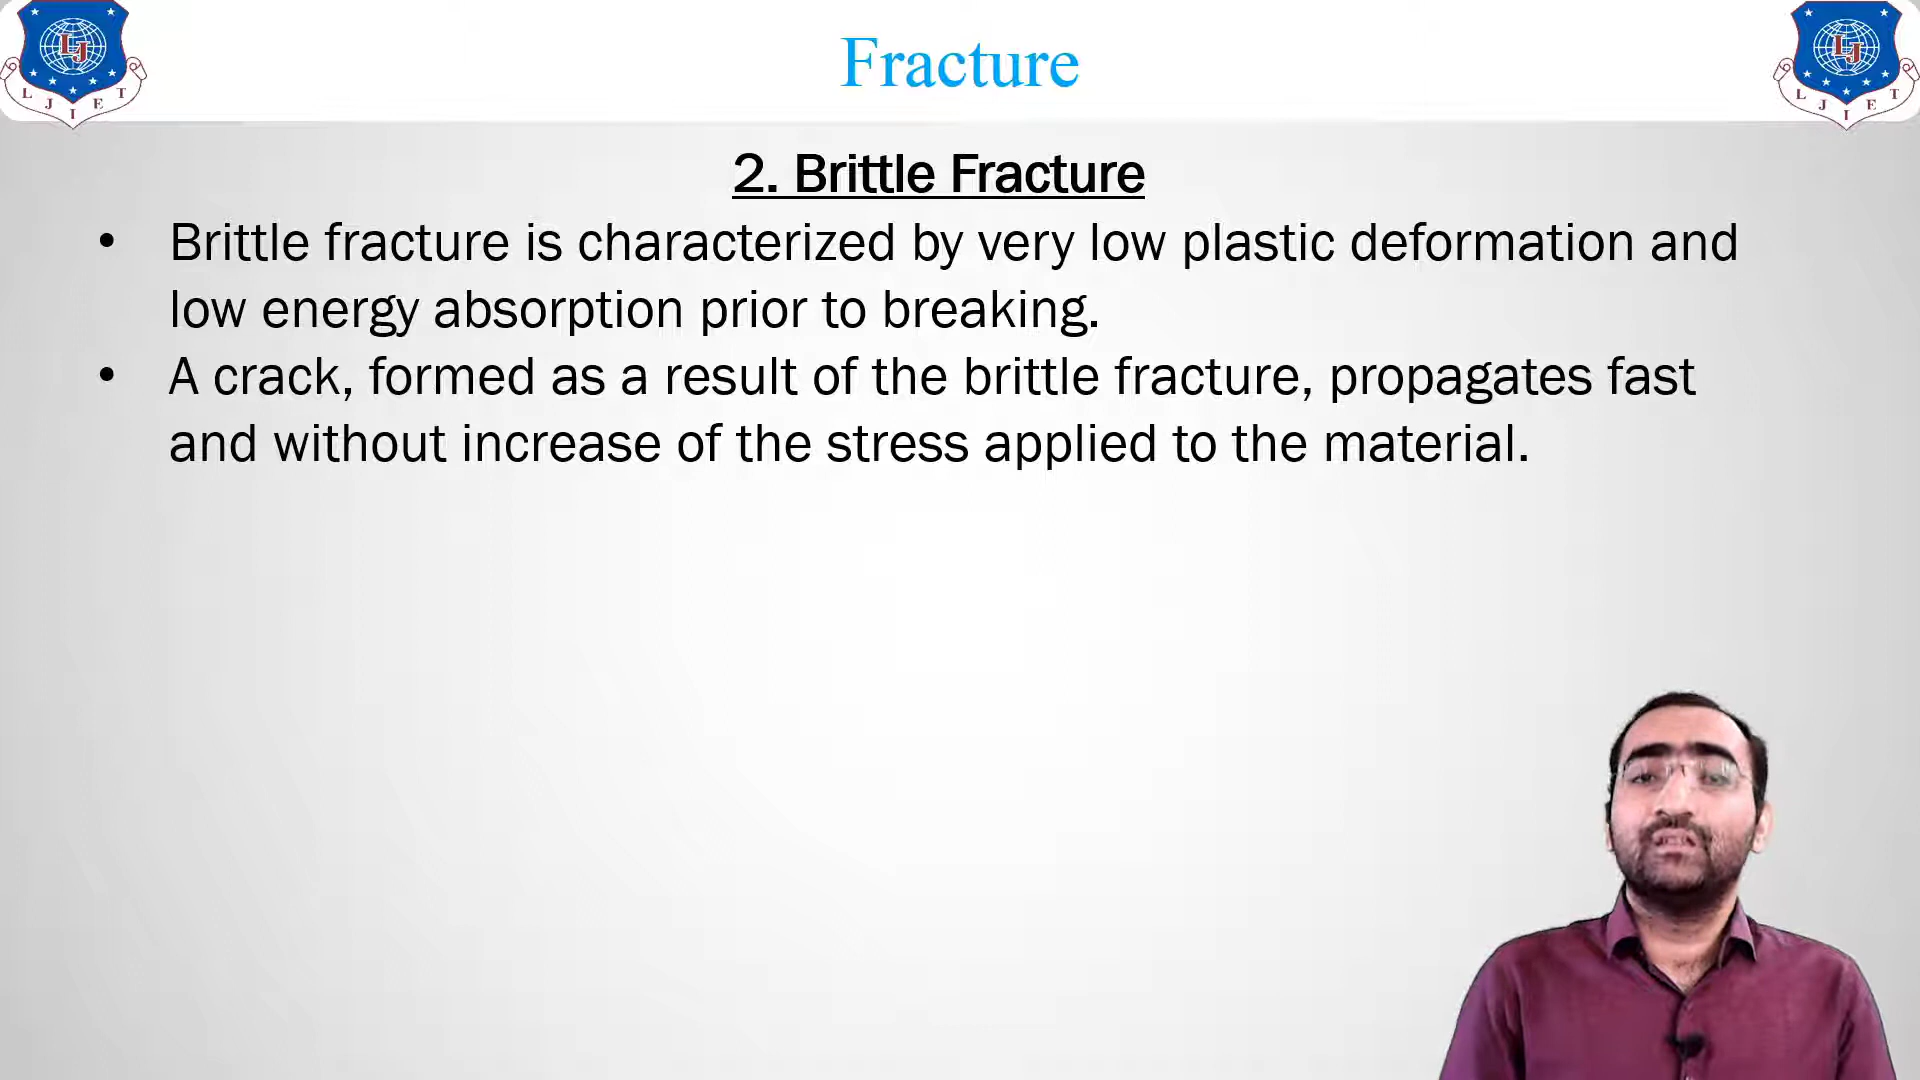 Fracture
LJ
L J I E T
LJ
L J I E T
2. Brittle Fracture
• Brittle fracture is characterized by very low plastic deformation and
low energy absorption prior to breaking.
• A crack, formed as a result of the brittle fracture, propagates fast
and without increase of the stress applied to the material.